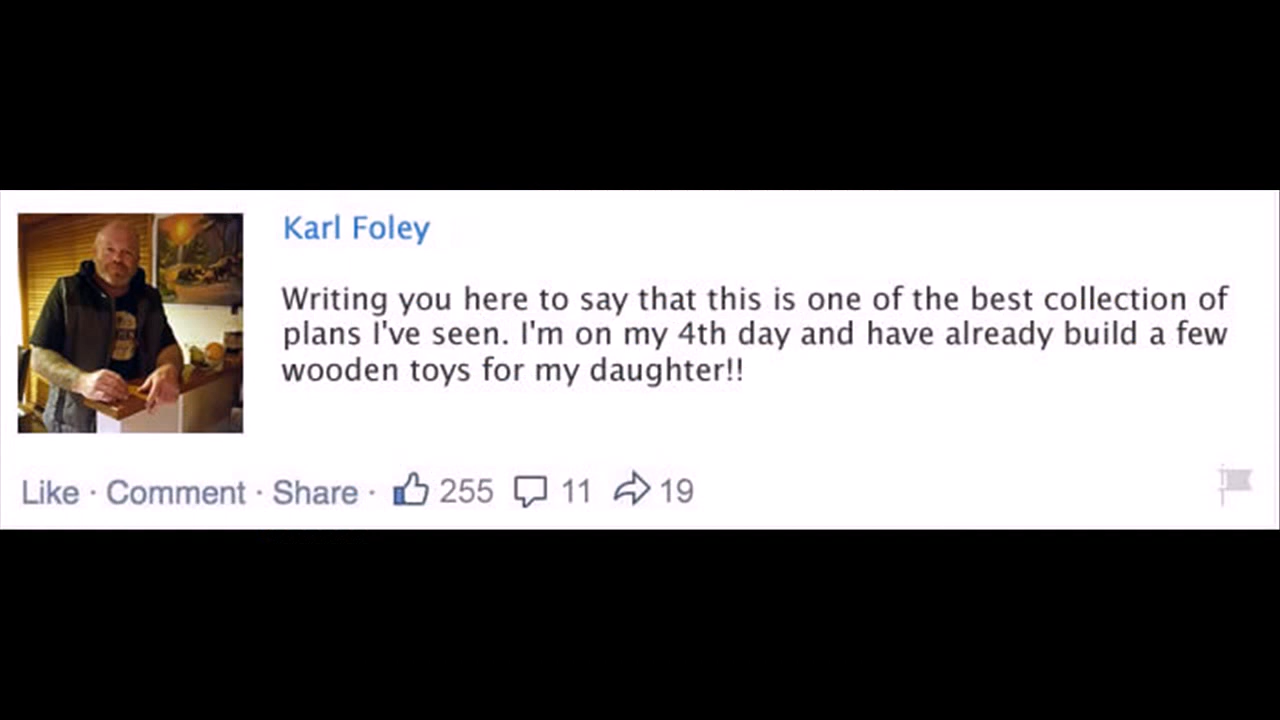 Karl Foley
Writing you here to say that this is one of the best collection of
plans I've seen. I'm on my 4th day and have already build a few
wooden toys for my daughter!!
Like · Comment · Share · 255 11 19